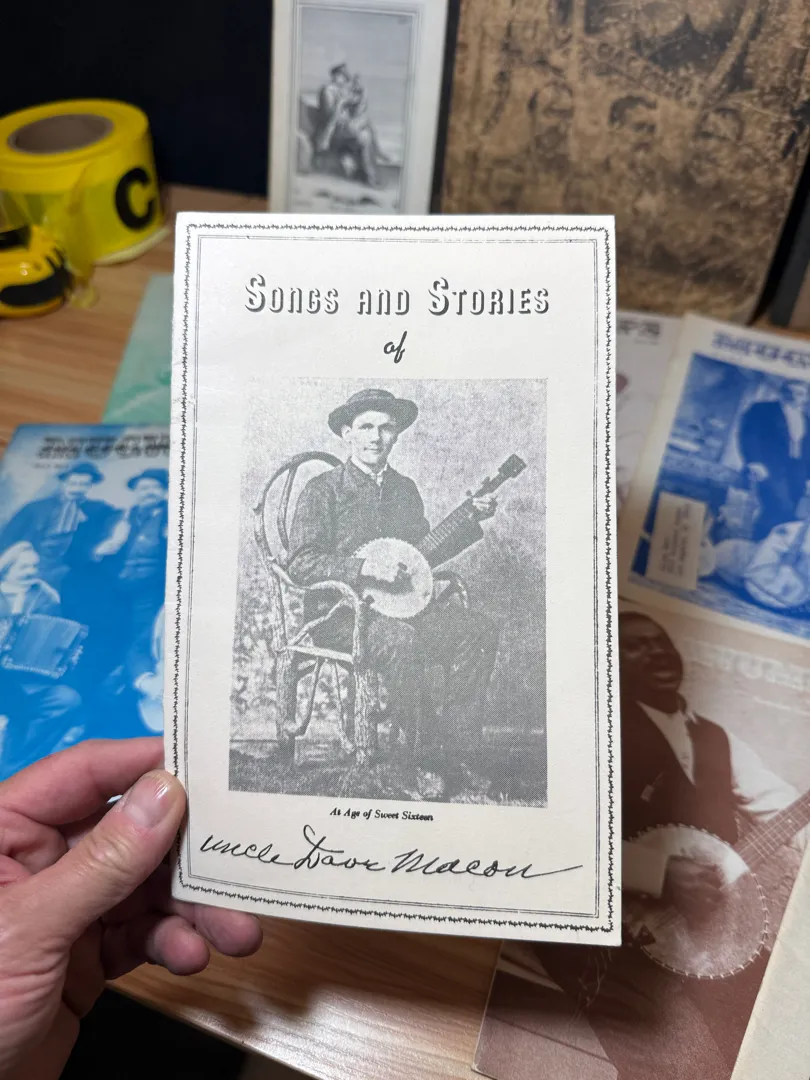 Songs and Stories
of
At Age of Sweet Sixteen
Uncle Dave Macon
C